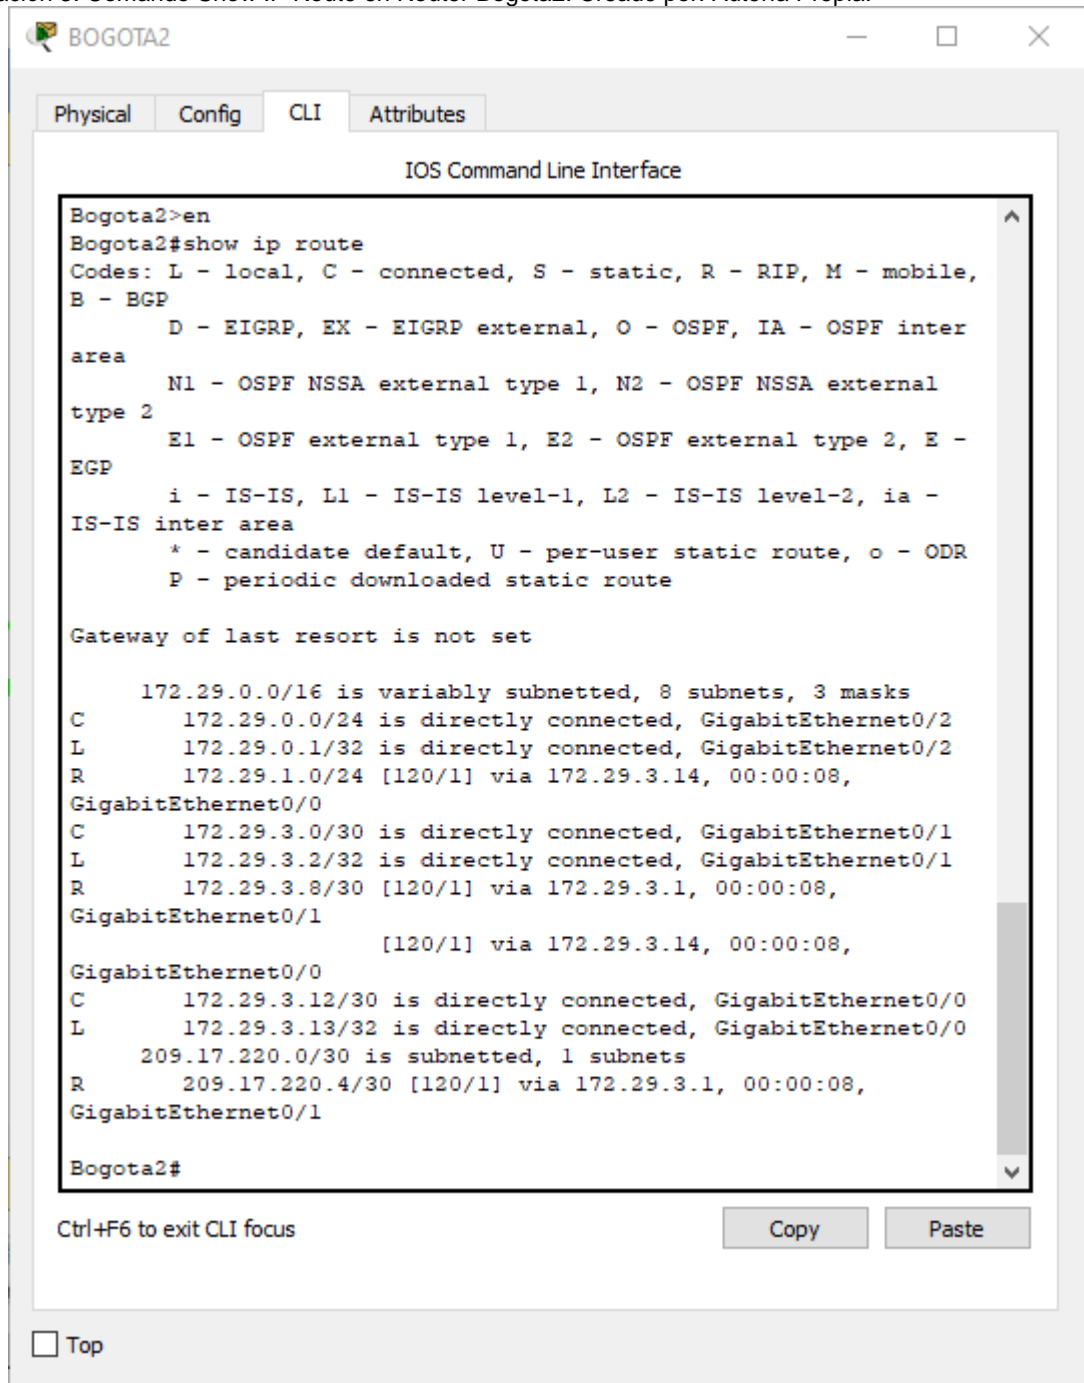 Comando Show IP Route en Router Bogota2. Creado por: Autoria Propia.
BOGOTA2
Physical Config CLI Attributes
IOS Command Line Interface
Bogota2>en
Bogota2#show ip route
Codes: L - local, C - connected, S - static, R - RIP, M - mobile,
B - BGP
D - EIGRP, EX - EIGRP external, O - OSPF, IA - OSPF inter
area
N1 - OSPF NSSA external type 1, N2 - OSPF NSSA external
type 2
E1 - OSPF external type 1, E2 - OSPF external type 2, E -
EGP
i - IS-IS, L1 - IS-IS level-1, L2 - IS-IS level-2, ia -
IS-IS inter area
* - candidate default, U - per-user static route, o - ODR
P - periodic downloaded static route
Gateway of last resort is not set
172.29.0.0/16 is variably subnetted, 8 subnets, 3 masks
C 172.29.0.0/24 is directly connected, GigabitEthernet0/2
L 172.29.0.1/32 is directly connected, GigabitEthernet0/2
R 172.29.1.0/24 [120/1] via 172.29.3.14, 00:00:08,
GigabitEthernet0/0
C 172.29.3.0/30 is directly connected, GigabitEthernet0/1
L 172.29.3.2/32 is directly connected, GigabitEthernet0/1
R 172.29.3.8/30 [120/1] via 172.29.3.1, 00:00:08,
GigabitEthernet0/1
[120/1] via 172.29.3.14, 00:00:08,
GigabitEthernet0/0
C 172.29.3.12/30 is directly connected, GigabitEthernet0/0
L 172.29.3.13/32 is directly connected, GigabitEthernet0/0
209.17.220.0/30 is subnetted, 1 subnets
R 209.17.220.4/30 [120/1] via 172.29.3.1, 00:00:08,
GigabitEthernet0/1
Bogota2#
Ctrl+F6 to exit CLI focus Copy Paste
Top